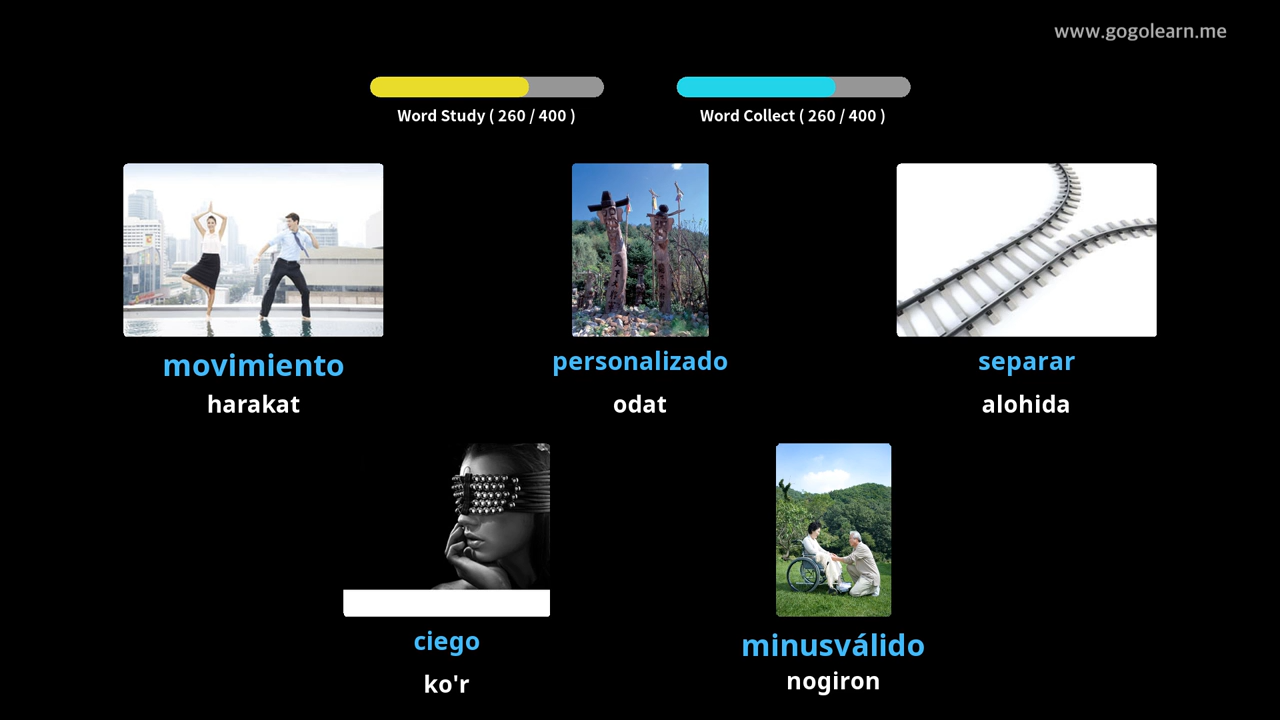 www.gogolearn.me
Word Study ( 260 / 400 )
Word Collect ( 260 / 400 )
movimiento
harakat
personalizado
odat
separar
alohida
ciego
ko'r
minusválido
nogiron